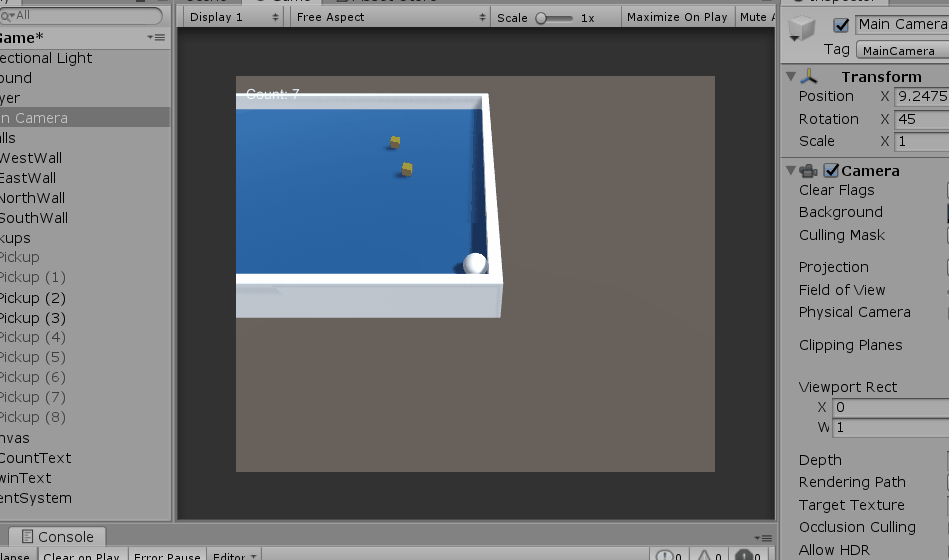 All
Game*
ectional Light
ound
yer
n Camera
lls
WestWall
EastWall
NorthWall
SouthWall
kups
Pickup
Pickup (1)
Pickup (2)
Pickup (3)
Pickup (4)
Pickup (5)
Pickup (6)
Pickup (7)
Pickup (8)
nvas
CountText
winText
entSystem
Display 1
Free Aspect
Scale
1x
Maximize On Play
Mute A
Count: 7
Main Camera
Tag
MainCamera
Transform
Position
X
9.2475
Rotation
X
45
Scale
X
1
Camera
Clear Flags
Background
Culling Mask
Projection
Field of View
Physical Camera
Clipping Planes
Viewport Rect
X
0
W
1
Depth
Rendering Path
Target Texture
Occlusion Culling
Allow HDR
Console
lapse
Clear on Play
Error Pause
Editor
0
0
0